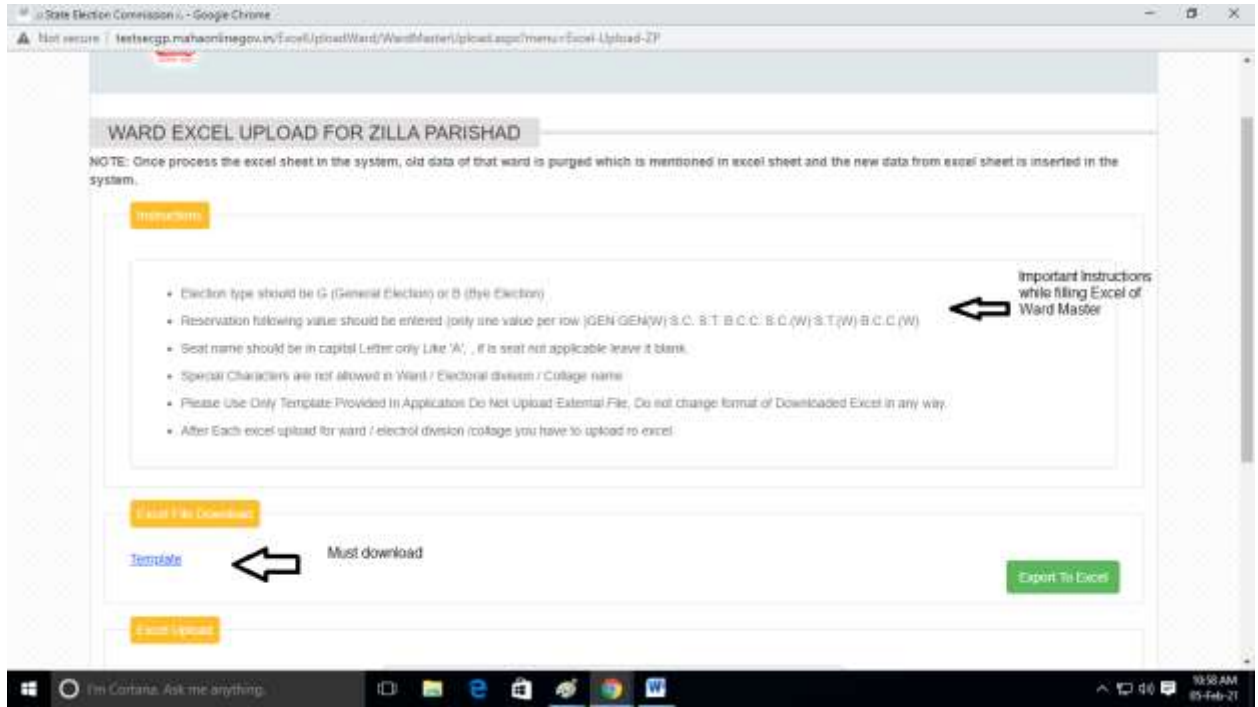 State Election Commission :. - Google Chrome
Not secure | testsecgp.mahaonlinegov.in/ExcelUploadWard/WardMasterUpload.aspx?menu=Excel-Upload-ZP
WARD EXCEL UPLOAD FOR ZILLA PARISHAD
NOTE: Once process the excel sheet in the system, old data of that ward is purged which is mentioned in excel sheet and the new data from excel sheet is inserted in the
system.
Instructions
• Election type should be G (General Election) or B (Bye Election)
• Reservation following value should be entered (only one value per row )GEN GEN(W) S.C. S.T B.C.C. S.C.(W) S.T.(W) B.C.C.(W)
• Seat name should be in capital Letter only Like 'A', , if is seat not applicable leave it blank.
• Special Characters are not allowed in Ward / Electoral division / Collage name
• Please Use Only Template Provided In Application Do Not Upload External File, Do not change format of Downloaded Excel in any way.
• After Each excel upload for ward / electrol division /collage you have to upload ro excel
Important Instructions
while filling Excel of
Ward Master
Excel File Download
Template
Must download
Export To Excel
Excel Upload
I'm Cortana. Ask me anything.
10:58 AM
05-Feb-21